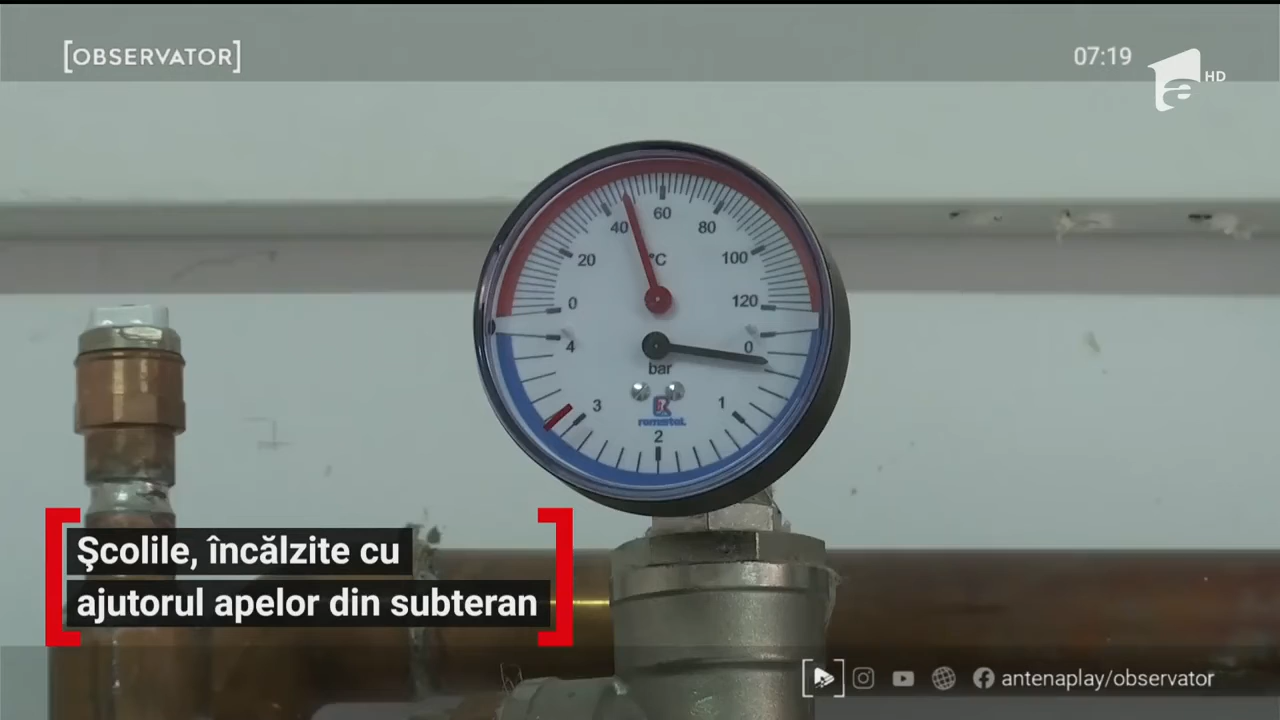 [OBSERVATOR]
07:19
HD
0
20
40
60
80
100
120
°C
4
3
2
1
0
bar
romstal.
Şcolile, încălzite cu
ajutorul apelor din subteran
antenaplay/observator